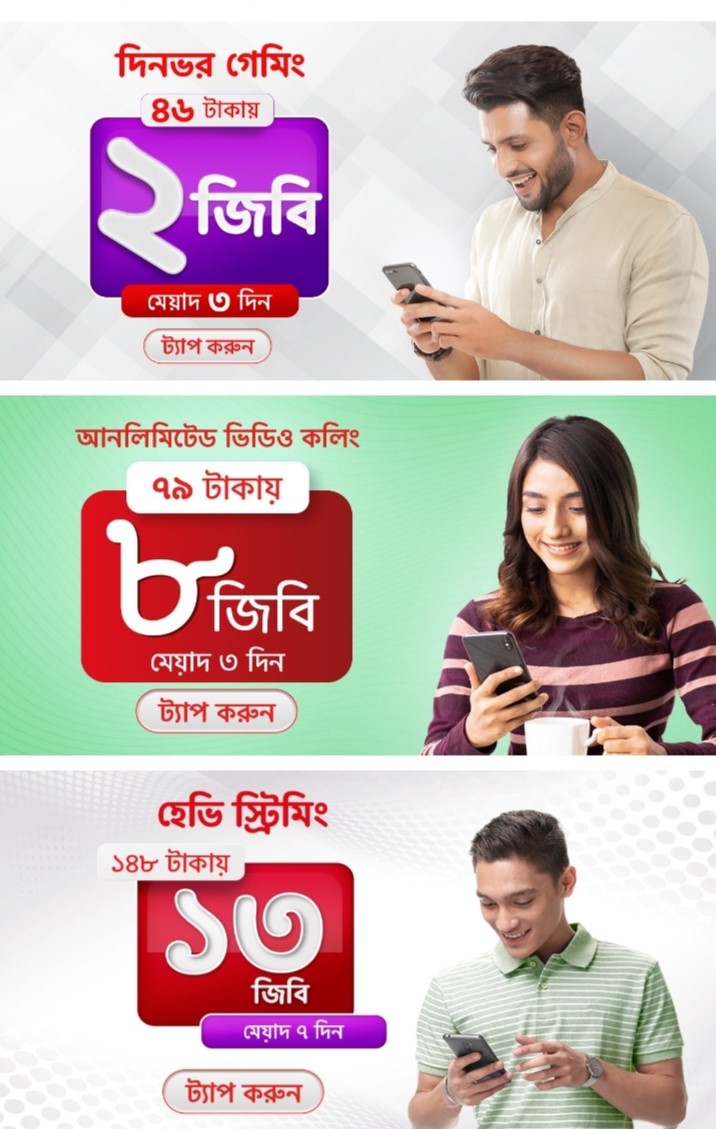 দিনভর গেমিং
৪৬ টাকায়
২ জিবি
মেয়াদ ৩ দিন
ট্যাপ করুন
আনলিমিটেড ভিডিও কলিং
৭৯ টাকায়
৮ জিবি
মেয়াদ ৩ দিন
ট্যাপ করুন
হেভি স্ট্রিমিং
১৪৮ টাকায়
১৩
জিবি
মেয়াদ ৭ দিন
ট্যাপ করুন